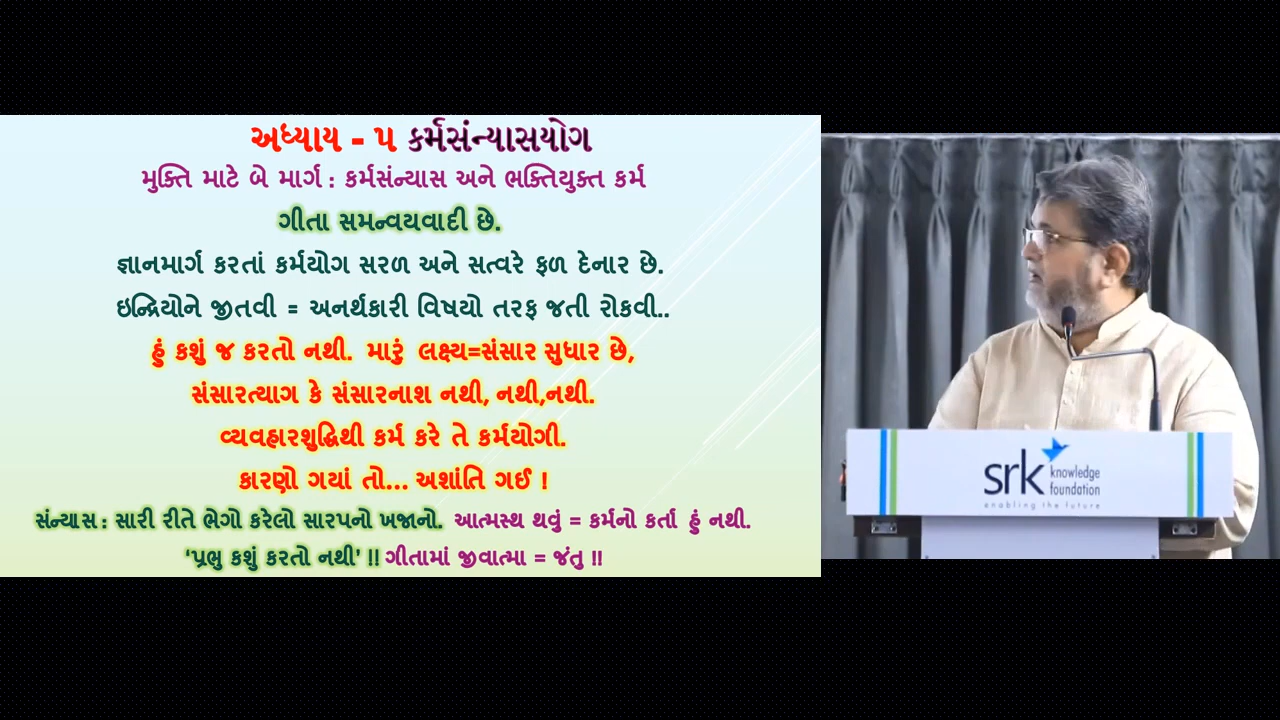 અધ્યાય - ૫ કર્મસંન્યાસયોગ
મુક્તિ માટે બે માર્ગ : કર્મસંન્યાસ અને ભક્તિયુક્ત કર્મ
ગીતા સમન્વયવાદી છે.
જ્ઞાનમાર્ગ કરતાં કર્મયોગ સરળ અને સત્વરે ફળ દેનાર છે.
ઇન્દ્રિયોને જીતવી = અનર્થકારી વિષયો તરફ જતી રોકવી..
હું કશું જ કરતો નથી. મારું લક્ષ્ય=સંસાર સુધાર છે,
સંસારત્યાગ કે સંસારનાશ નથી, નથી,નથી.
વ્યવહારશુદ્ધિથી કર્મ કરે તે કર્મયોગી.
કારણો ગયાં તો... અશાંતિ ગઈ !
સંન્યાસ : સારી રીતે ભેગો કરેલો સારપનો ખજાનો. આત્મસ્થ થવું = કર્મનો કર્તા હું નથી.
‘પ્રભુ કશું કરતો નથી’ !! ગીતામાં જીવાત્મા = જંતુ !!
srk knowledge
foundation
enabling the future